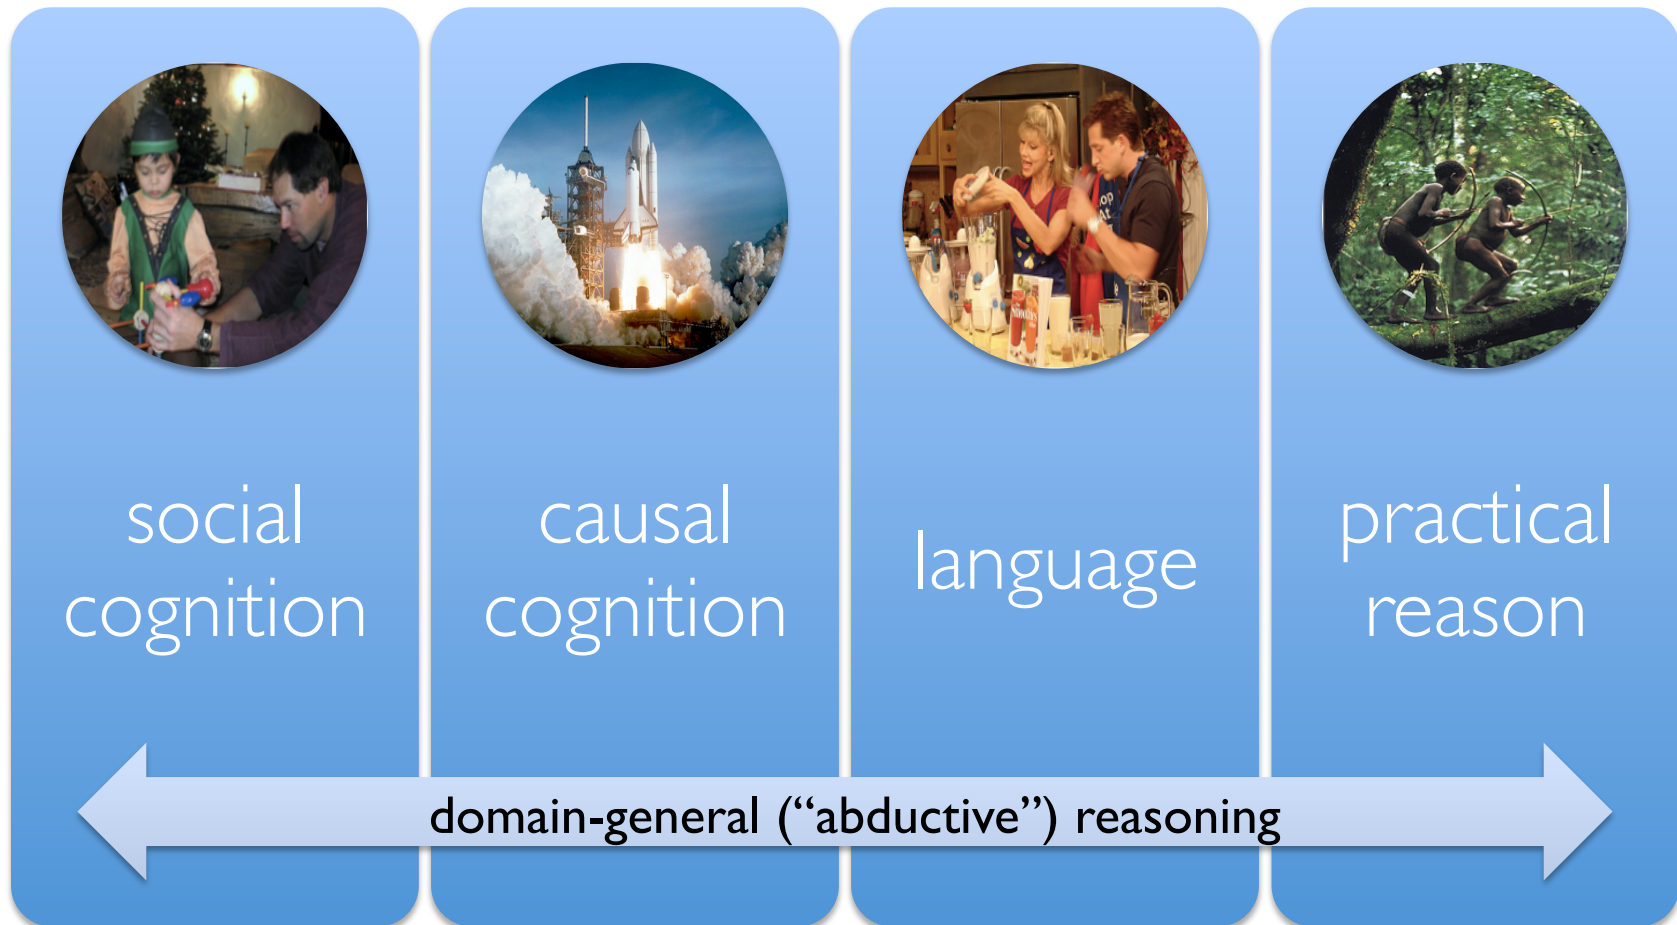 social
cognition
causal
cognition
language
practical
reason
domain-general (“abductive”) reasoning